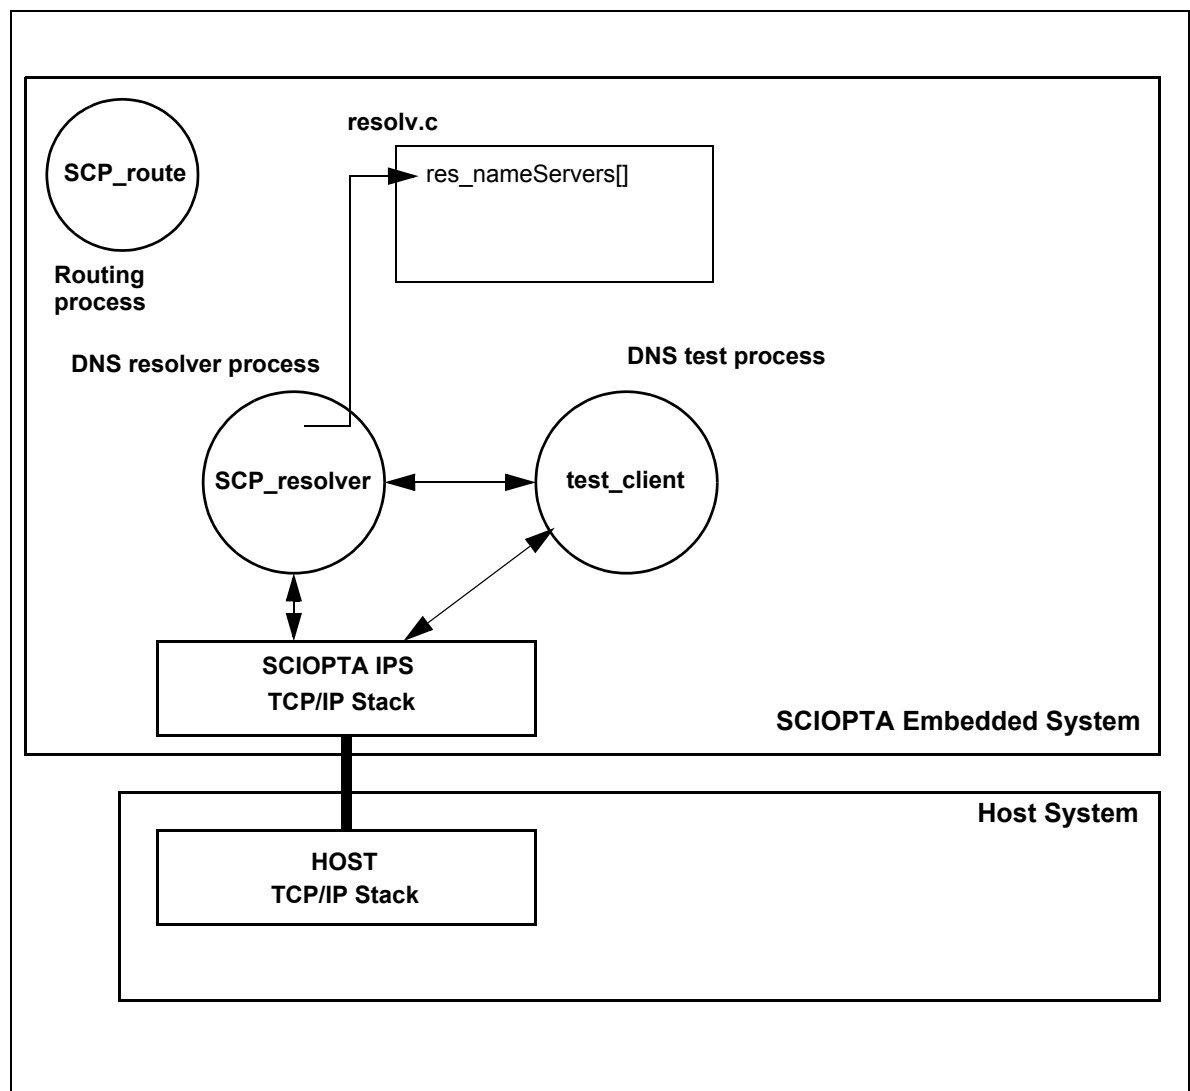 resolv.c
SCP_route
res_nameServers[]
Routing
process
DNS resolver process
DNS test process
SCP_resolver
test_client
SCIOPTA IPS
TCP/IP Stack
SCIOPTA Embedded System
Host System
HOST
TCP/IP Stack